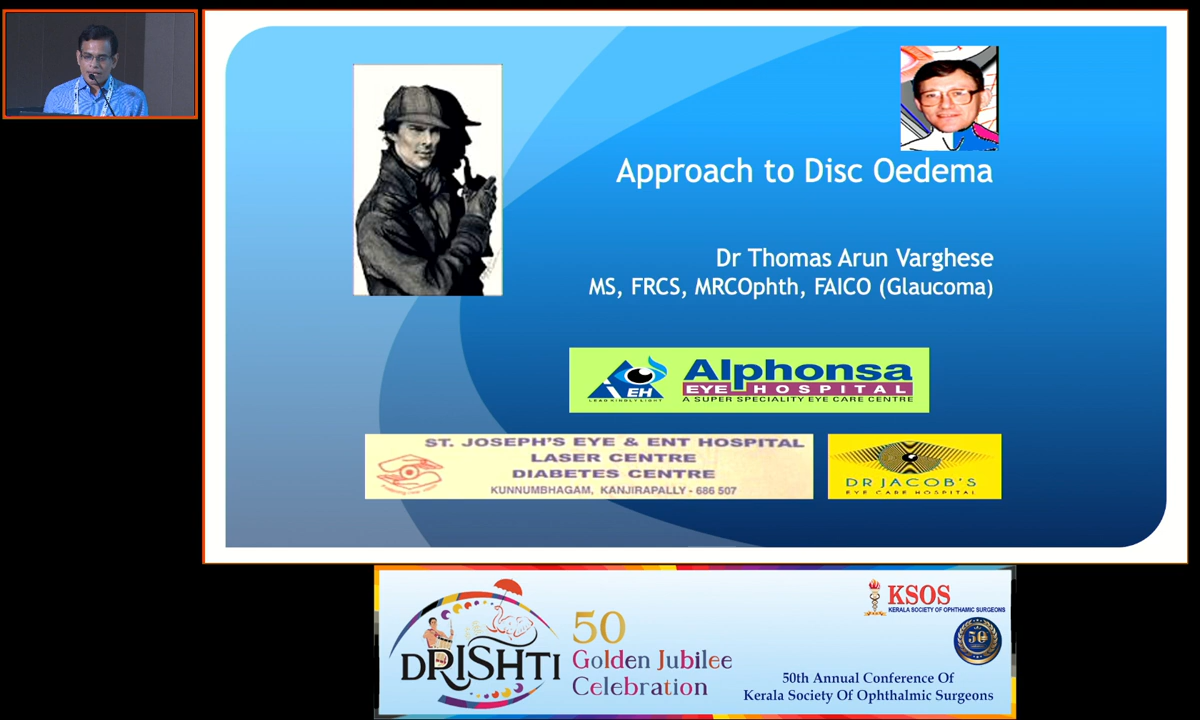 Approach to Disc Oedema
Dr Thomas Arun Varghese
MS, FRCS, MRCOphth, FAICO (Glaucoma)
AEH
LEAD KINDLY LIGHT
Alphonsa
EYE HOSPITAL
A SUPER SPECIALITY EYE CARE CENTRE
ST. JOSEPH'S EYE & ENT HOSPITAL
LASER CENTRE
DIABETES CENTRE
KUNNUMBHAGAM, KANJIRAPALLY - 686 507
DR JACOB'S
EYE CARE HOSPITAL
DRISHTI
50
Golden Jubilee
Celebration
KSOS
KERALA SOCIETY OF OPHTHAMIC SURGEONS
50
50th Annual Conference Of
Kerala Society Of Ophthalmic Surgeons